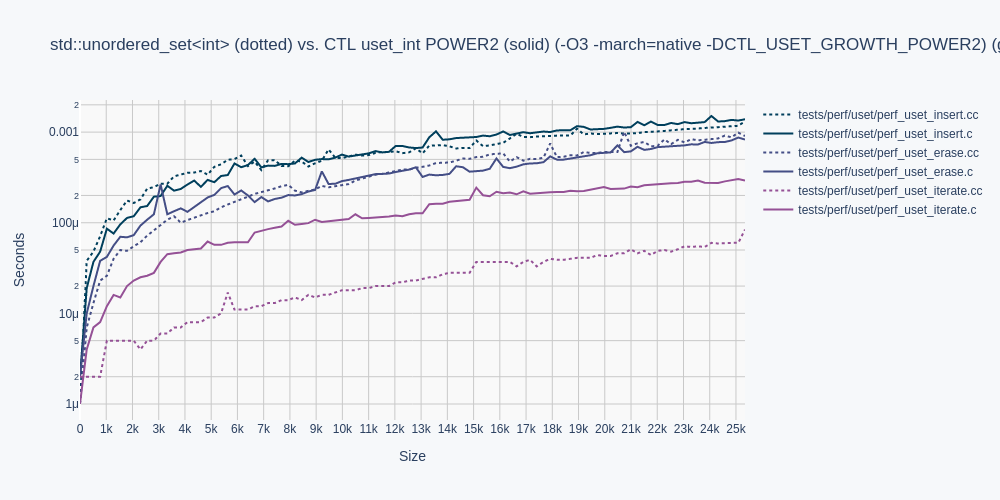 std::unordered_set<int> (dotted) vs. CTL uset_int POWER2 (solid) (-O3 -march=native -DCTL_USET_GROWTH_POWER2)
2
0.001
5
2
100μ
5
2
10μ
5
2
1μ
Seconds
0 1k 2k 3k 4k 5k 6k 7k 8k 9k 10k 11k 12k 13k 14k 15k 16k 17k 18k 19k 20k 21k 22k 23k 24k 25k
Size
tests/perf/uset/perf_uset_insert.cc
tests/perf/uset/perf_uset_insert.c
tests/perf/uset/perf_uset_erase.cc
tests/perf/uset/perf_uset_erase.c
tests/perf/uset/perf_uset_iterate.cc
tests/perf/uset/perf_uset_iterate.c